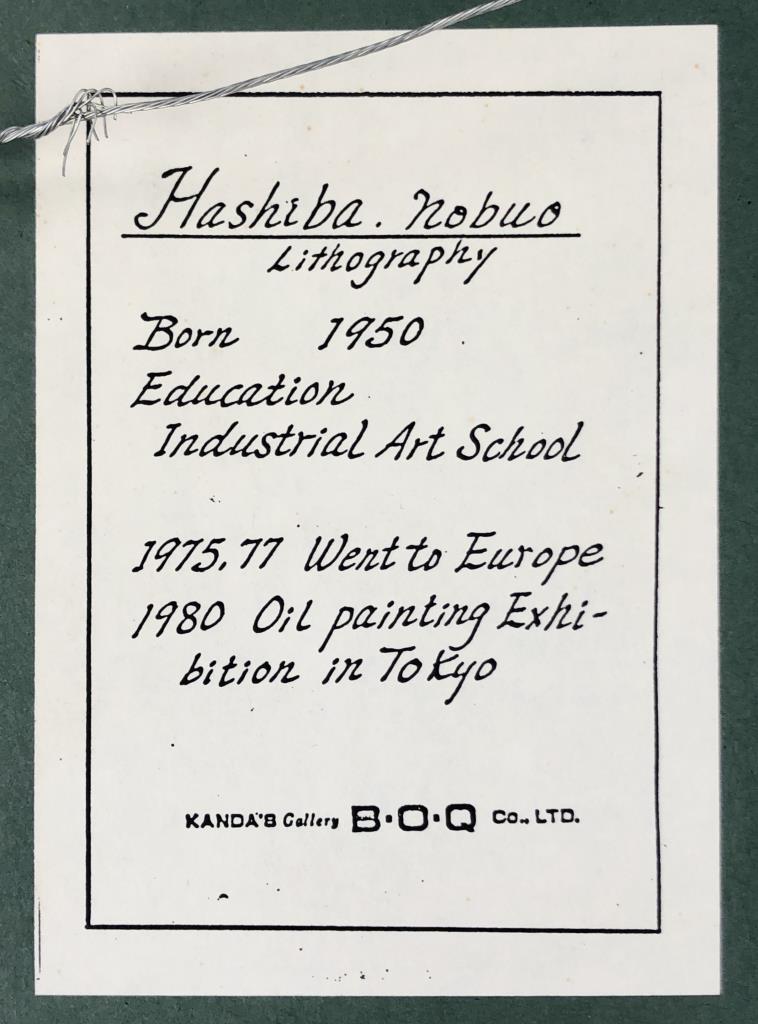 Hashiba. Nobuo
Lithography
Born 1950
Education
Industrial Art School
1975.77 Went to Europe
1980 Oil painting Exhi-
bition in Tokyo
KANDA'S Gallery B·O·Q Co., LTD.